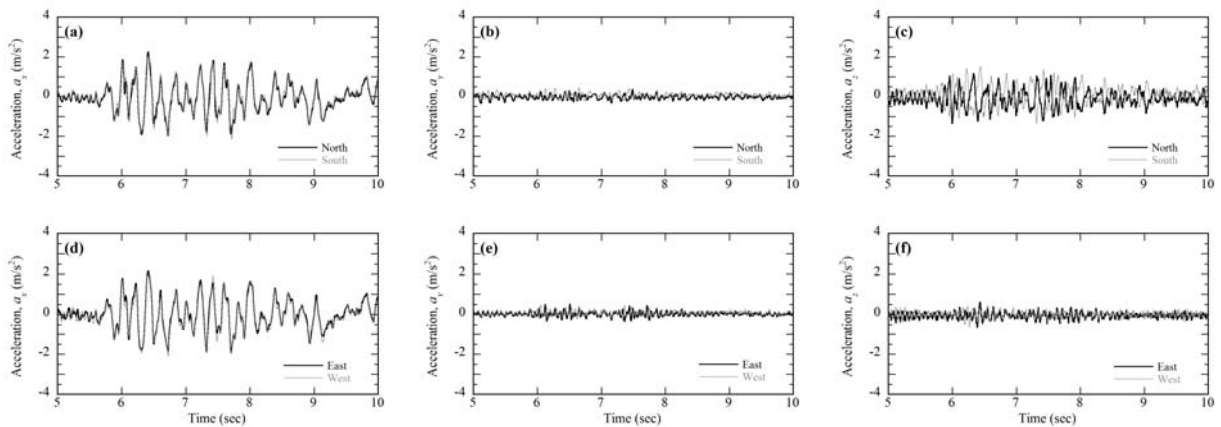 (a)
Acceleration, aₓ (m/s²)
4
2
0
-2
-4
North
South
5 6 7 8 9 10
(b)
Acceleration, aᵧ (m/s²)
4
2
0
-2
-4
North
South
5 6 7 8 9 10
(c)
Acceleration, a_z (m/s²)
4
2
0
-2
-4
North
South
5 6 7 8 9 10
(d)
Acceleration, aₓ (m/s²)
4
2
0
-2
-4
East
West
5 6 7 8 9 10
Time (sec)
(e)
Acceleration, aᵧ (m/s²)
4
2
0
-2
-4
East
West
5 6 7 8 9 10
Time (sec)
(f)
Acceleration, a_z (m/s²)
4
2
0
-2
-4
East
West
5 6 7 8 9 10
Time (sec)